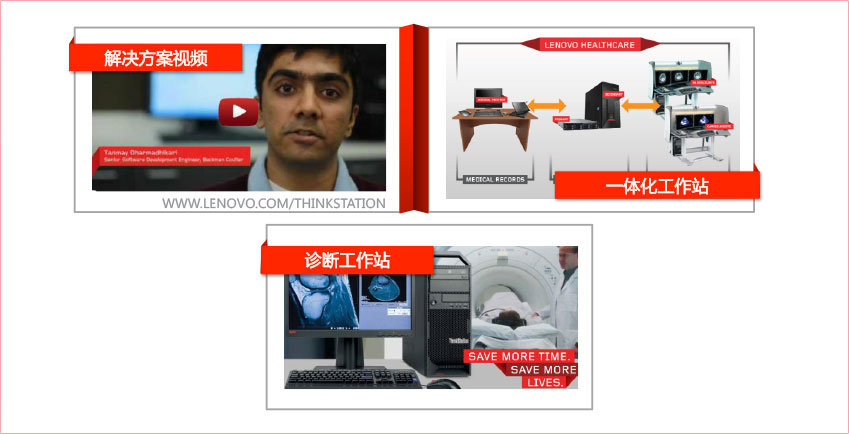 解决方案视频
Tanmay Dharmadhikari
Senior Software Development Engineer, Beckman Coulter
WWW.LENOVO.COM/THINKSTATION
LENOVO HEALTHCARE
MEDICAL RECORDS
MEDICAL RECORDS
一体化工作站
诊断工作站
ThinkStation
SAVE MORE TIME.
SAVE MORE
LIVES.